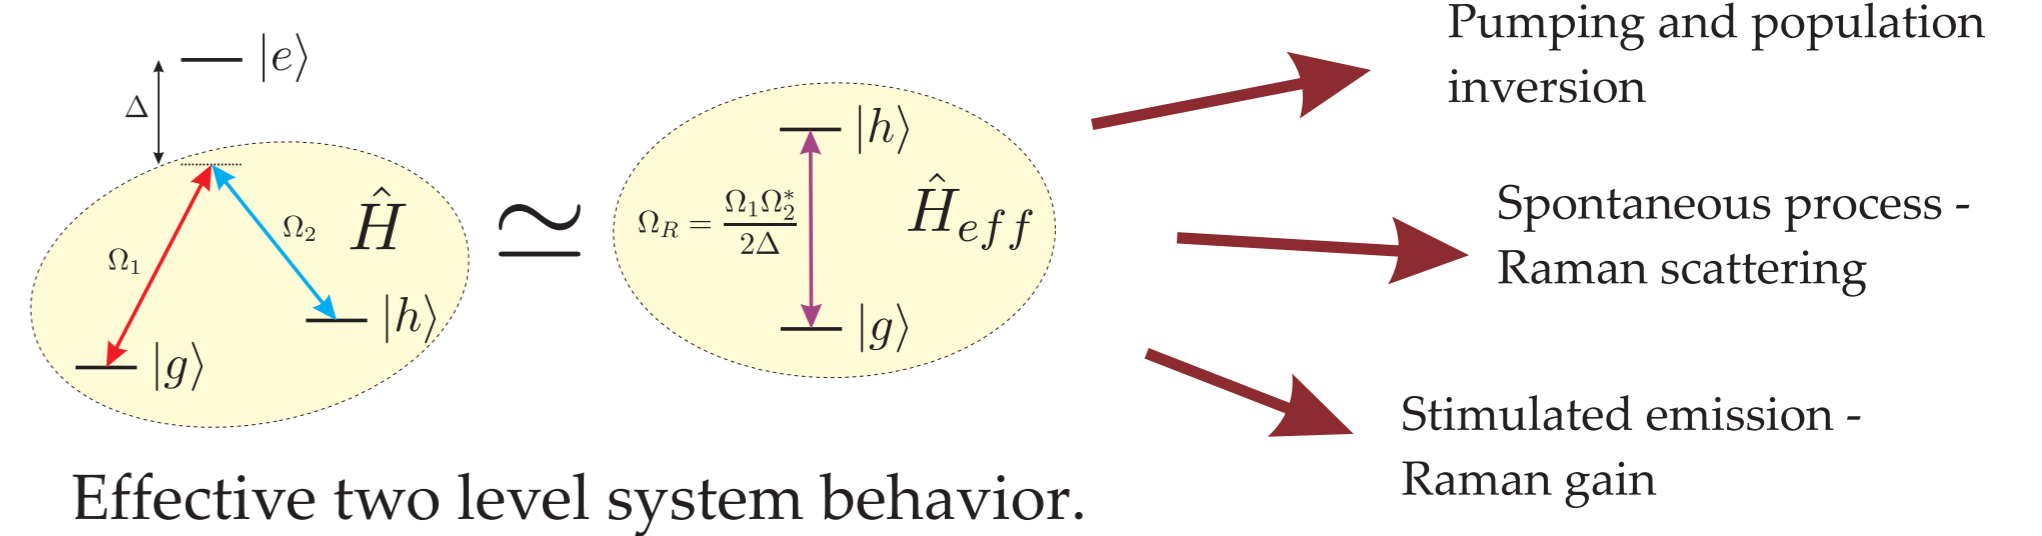 |e⟩
Δ
Ω₁
Ω₂
Ĥ
|h⟩
|g⟩
≃
|h⟩
Ω_R = Ω₁Ω₂*/2Δ
Ĥ_eff
|g⟩
Pumping and population
inversion
Spontaneous process -
Raman scattering
Stimulated emission -
Raman gain
Effective two level system behavior.